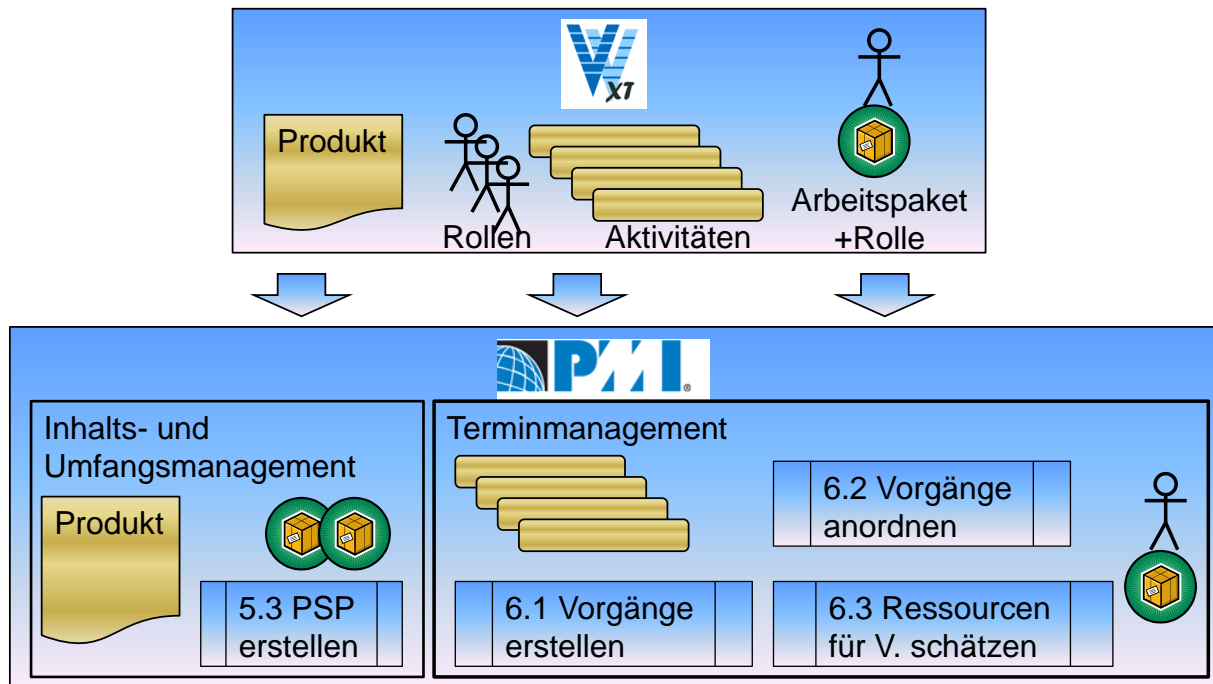 XT
Produkt
Rollen
Aktivitäten
Arbeitspaket
+Rolle
PMI®
Inhalts- und
Umfangsmanagement
Produkt
5.3 PSP
erstellen
Terminmanagement
6.2 Vorgänge
anordnen
6.1 Vorgänge
erstellen
6.3 Ressourcen
für V. schätzen